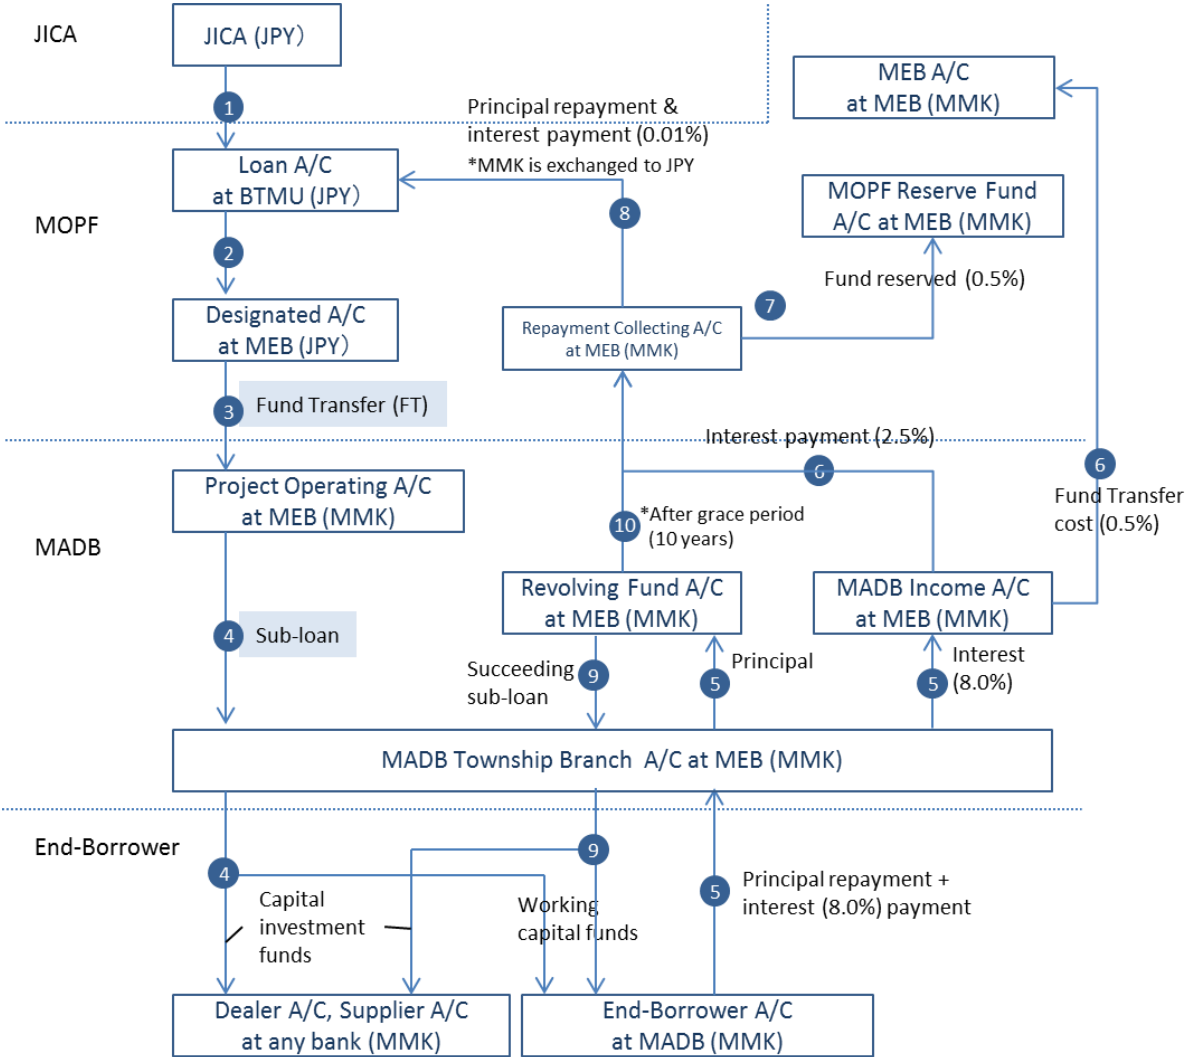 JICA
JICA (JPY）
1
MEB A/C
at MEB (MMK)
Principal repayment &
interest payment (0.01%)
*MMK is exchanged to JPY
Loan A/C
at BTMU (JPY）
MOPF
8
MOPF Reserve Fund
A/C at MEB (MMK)
2
Fund reserved (0.5%)
7
Designated A/C
at MEB (JPY）
Repayment Collecting A/C
at MEB (MMK)
3
Fund Transfer (FT)
Interest payment (2.5%)
6
6
Fund Transfer
cost (0.5%)
Project Operating A/C
at MEB (MMK)
MADB
10
*After grace period
(10 years)
Revolving Fund A/C
at MEB (MMK)
MADB Income A/C
at MEB (MMK)
4
Sub-loan
Succeeding
sub-loan
9
5
Principal
5
Interest
(8.0%)
MADB Township Branch A/C at MEB (MMK)
End-Borrower
4
9
5
Principal repayment +
interest (8.0%) payment
Capital
investment
funds
Working
capital funds
Dealer A/C, Supplier A/C
at any bank (MMK)
End-Borrower A/C
at MADB (MMK)